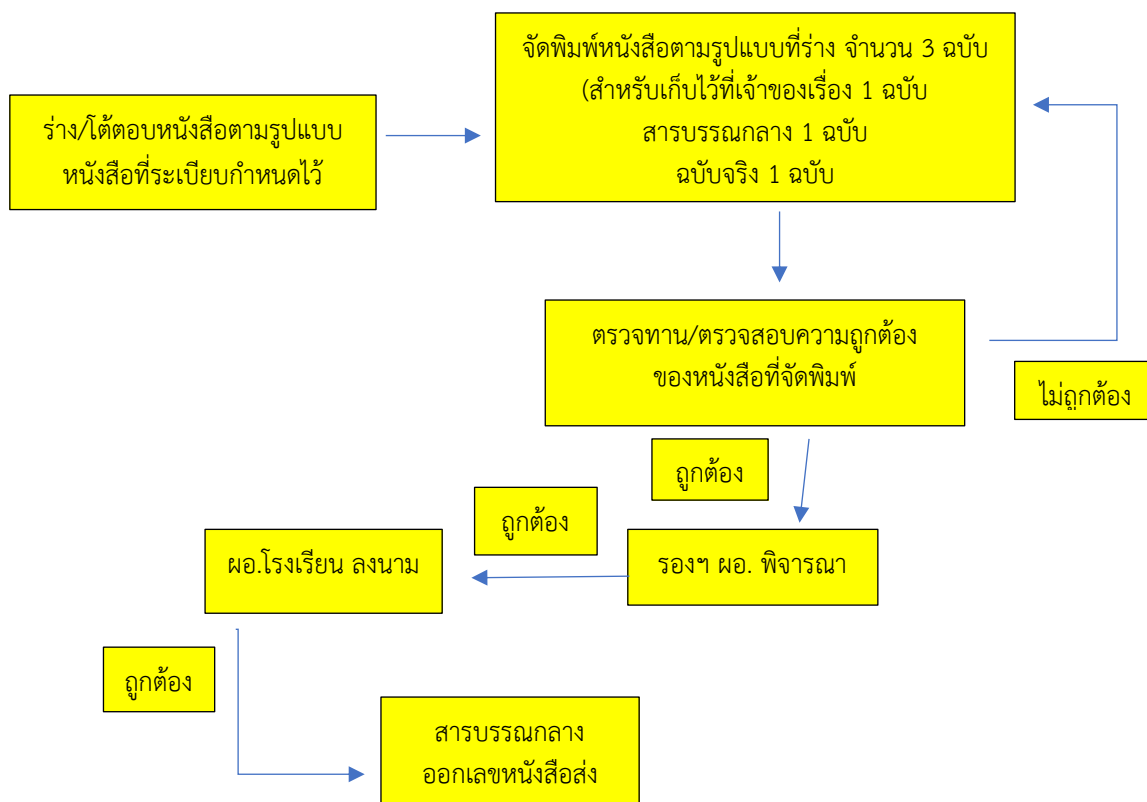 ร่าง/โต้ตอบหนังสือตามรูปแบบ
หนังสือที่ระเบียบกำหนดไว้
จัดพิมพ์หนังสือตามรูปแบบที่ร่าง จำนวน 3 ฉบับ
(สำหรับเก็บไว้ที่เจ้าของเรื่อง 1 ฉบับ
สารบรรณกลาง 1 ฉบับ
ฉบับจริง 1 ฉบับ
ตรวจทาน/ตรวจสอบความถูกต้อง
ของหนังสือที่จัดพิมพ์
ไม่ถูกต้อง
ถูกต้อง
รองฯ ผอ. พิจารณา
ถูกต้อง
ผอ.โรงเรียน ลงนาม
ถูกต้อง
สารบรรณกลาง
ออกเลขหนังสือส่ง